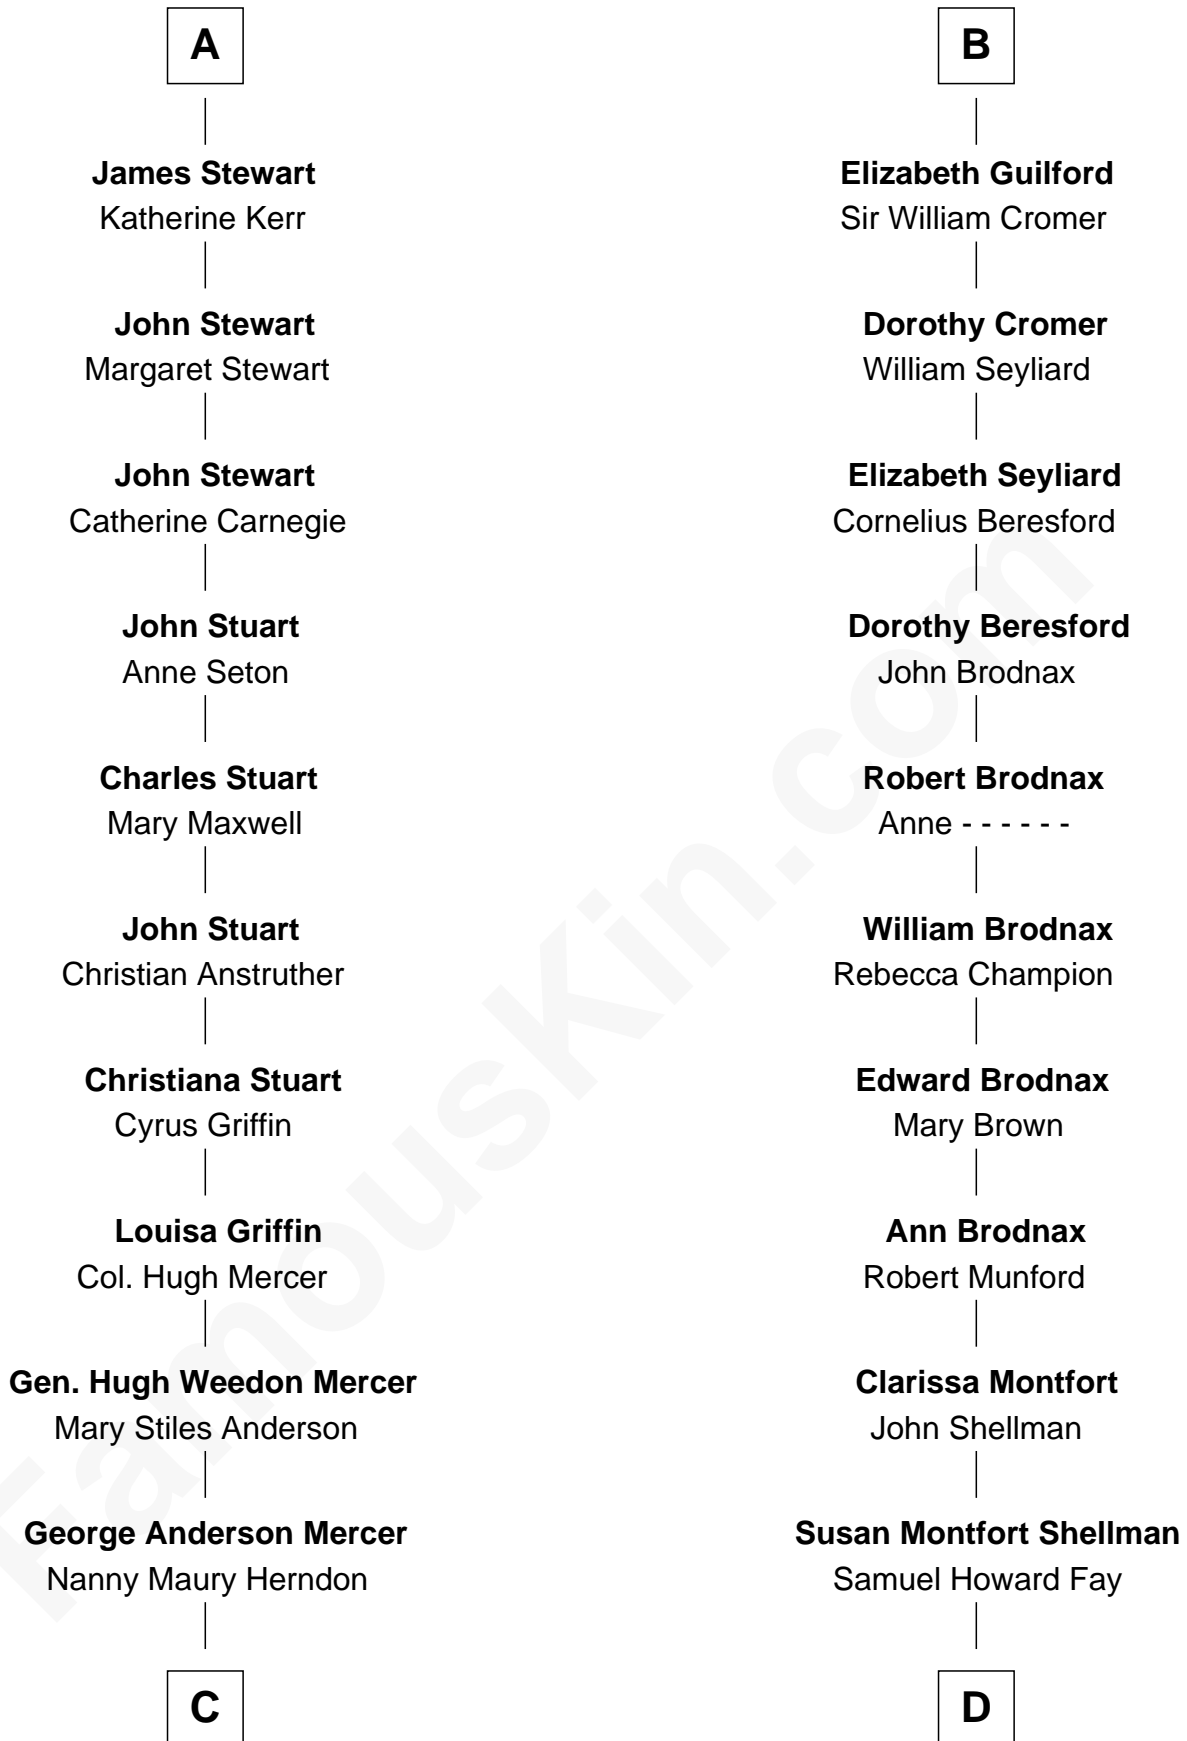 A
James Stewart
Katherine Kerr
John Stewart
Margaret Stewart
John Stewart
Catherine Carnegie
John Stuart
Anne Seton
Charles Stuart
Mary Maxwell
John Stuart
Christian Anstruther
Christiana Stuart
Cyrus Griffin
Louisa Griffin
Col. Hugh Mercer
Gen. Hugh Weedon Mercer
Mary Stiles Anderson
George Anderson Mercer
Nanny Maury Herndon
C
B
Elizabeth Guilford
Sir William Cromer
Dorothy Cromer
William Seyliard
Elizabeth Seyliard
Cornelius Beresford
Dorothy Beresford
John Brodnax
Robert Brodnax
Anne - - - - - -
William Brodnax
Rebecca Champion
Edward Brodnax
Mary Brown
Ann Brodnax
Robert Munford
Clarissa Montfort
John Shellman
Susan Montfort Shellman
Samuel Howard Fay
D
FamousKin.com